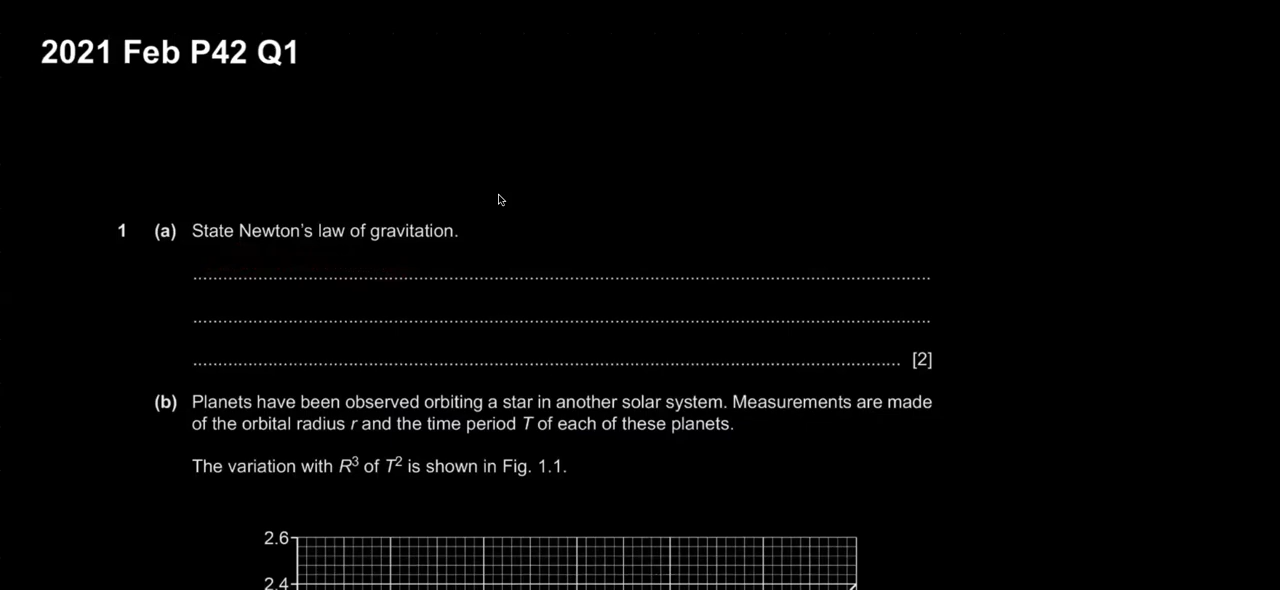 2021 Feb P42 Q1
1 (a) State Newton's law of gravitation.
[2]
(b) Planets have been observed orbiting a star in another solar system. Measurements are made
of the orbital radius r and the time period T of each of these planets.
The variation with R³ of T² is shown in Fig. 1.1.
2.6
2.4